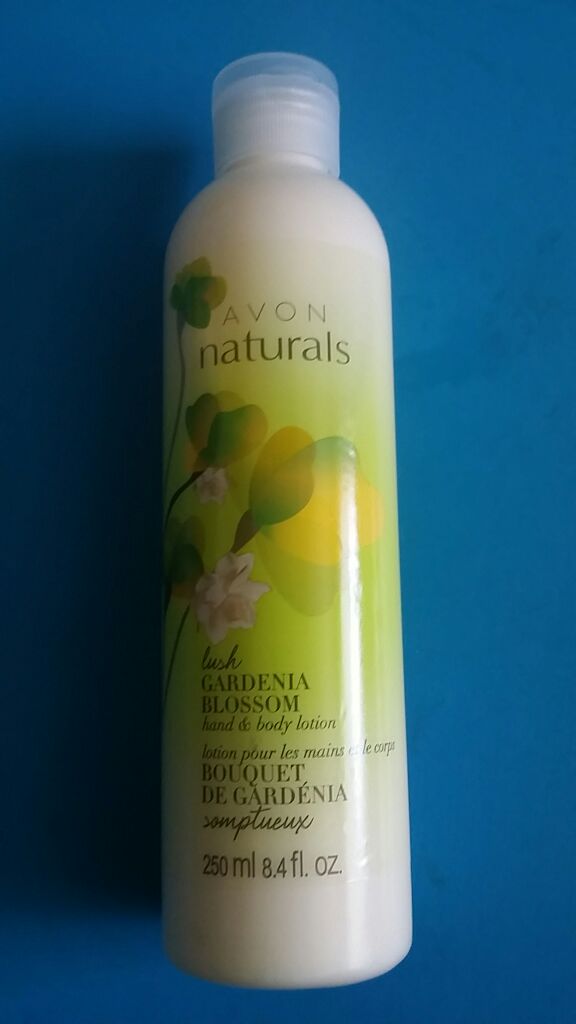 AVON
naturals
lush
GARDENIA
BLOSSOM
hand & body lotion
lotion pour les mains et le corps
BOUQUET
DE GARDÉNIA
somptueux
250 ml 8.4 fl. oz.